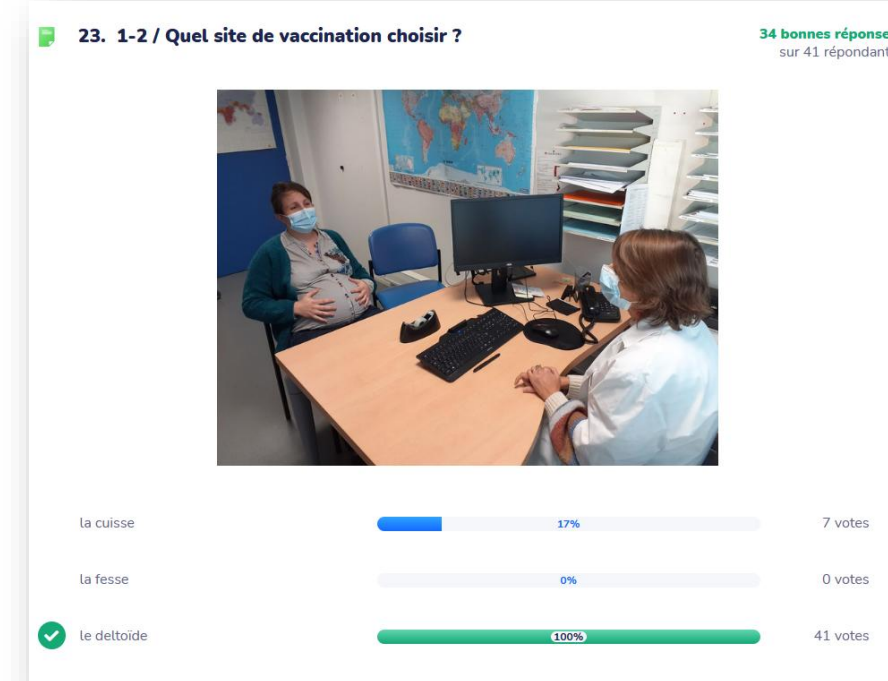 23. 1-2 / Quel site de vaccination choisir ?
34 bonnes réponse
sur 41 répondant
la cuisse 17% 7 votes
la fesse 0% 0 votes
le deltoïde 100% 41 votes